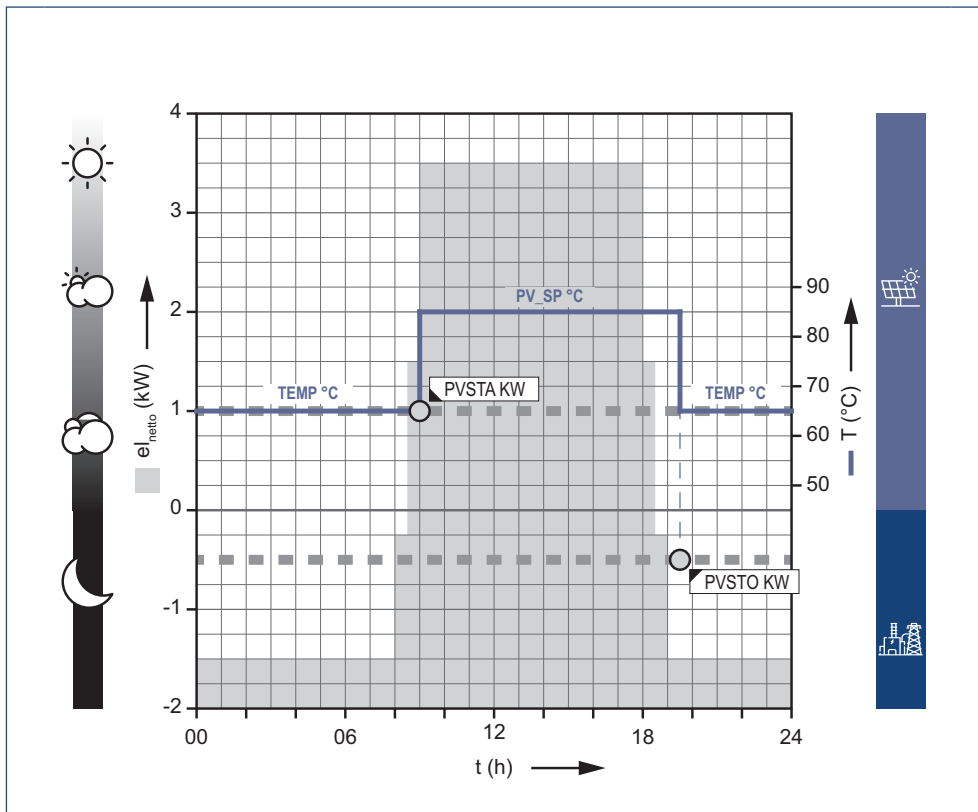 4
3
2
1
0
-1
-2
el netto (kW)
PV_SP °C
TEMP °C
PVSTA KW
TEMP °C
PVSTO KW
90
80
70
60
50
T (°C)
00 06 12 18 24
t (h)